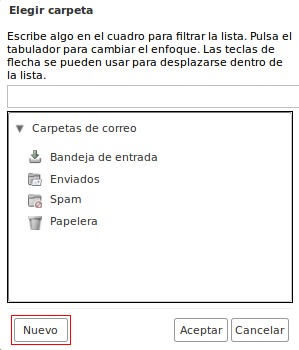 Elegir carpeta
Escribe algo en el cuadro para filtrar la lista. Pulsa el
tabulador para cambiar el enfoque. Las teclas de
flecha se pueden usar para desplazarse dentro de
la lista.
Carpetas de correo
Bandeja de entrada
Enviados
Spam
Papelera
Nuevo Aceptar Cancelar